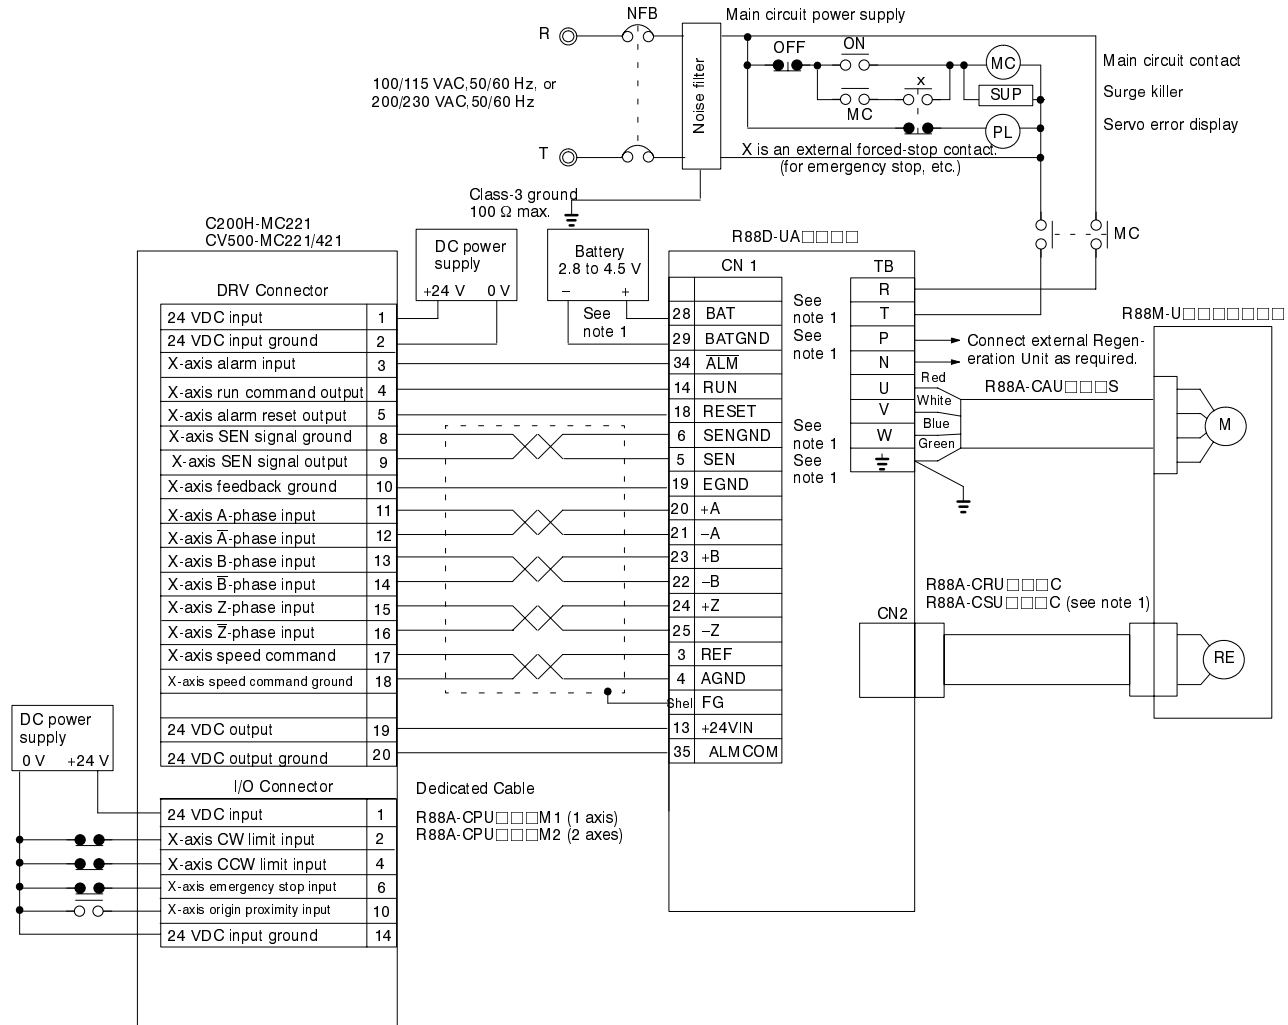 NFB
Main circuit power supply
R
OFF
ON
MC
Main circuit contact
100/115 VAC,50/60 Hz, or
200/230 VAC,50/60 Hz
Noise filter
x
MC
SUP
Surge killer
PL
Servo error display
T
X is an external forced-stop contact.
(for emergency stop, etc.)
Class-3 ground
100 Ω max.
MC
C200H-MC221
CV500-MC221/421
DC power
supply
+24 V 0 V
Battery
2.8 to 4.5 V
– +
See
note 1
R88D-UA□□□□
DRV Connector
24 VDC input 1
24 VDC input ground 2
X-axis alarm input 3
X-axis run command output 4
X-axis alarm reset output 5
X-axis SEN signal ground 8
X-axis SEN signal output 9
X-axis feedback ground 10
X-axis A-phase input 11
X-axis A̅-phase input 12
X-axis B-phase input 13
X-axis B̅-phase input 14
X-axis Z-phase input 15
X-axis Z̅-phase input 16
X-axis speed command 17
X-axis speed command ground 18
24 VDC output 19
24 VDC output ground 20
CN 1
28 BAT
29 BATGND
34 A̅L̅M̅
14 RUN
18 RESET
6 SENGND
5 SEN
19 EGND
20 +A
21 –A
23 +B
22 –B
24 +Z
25 –Z
3 REF
4 AGND
Shel FG
13 +24VIN
35 ALMCOM
See
note 1
See
note 1
See
note 1
See
note 1
TB
R
T
P
N
U
V
W
Connect external Regen-
eration Unit as required.
Red
White
Blue
Green
R88A-CAU□□□S
R88M-U□□□□□□□
M
R88A-CRU□□□C
R88A-CSU□□□C (see note 1)
CN2
RE
DC power
supply
0 V +24 V
I/O Connector
24 VDC input 1
X-axis CW limit input 2
X-axis CCW limit input 4
X-axis emergency stop input 6
X-axis origin proximity input 10
24 VDC input ground 14
Dedicated Cable
R88A-CPU□□□M1 (1 axis)
R88A-CPU□□□M2 (2 axes)